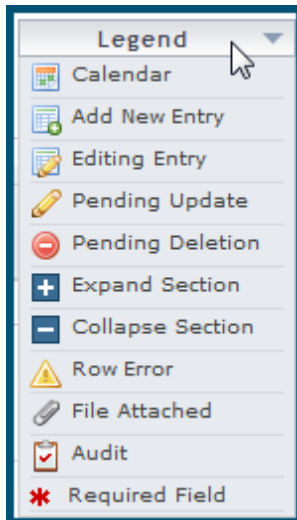 Legend
Calendar
Add New Entry
Editing Entry
Pending Update
Pending Deletion
Expand Section
Collapse Section
Row Error
File Attached
Audit
Required Field